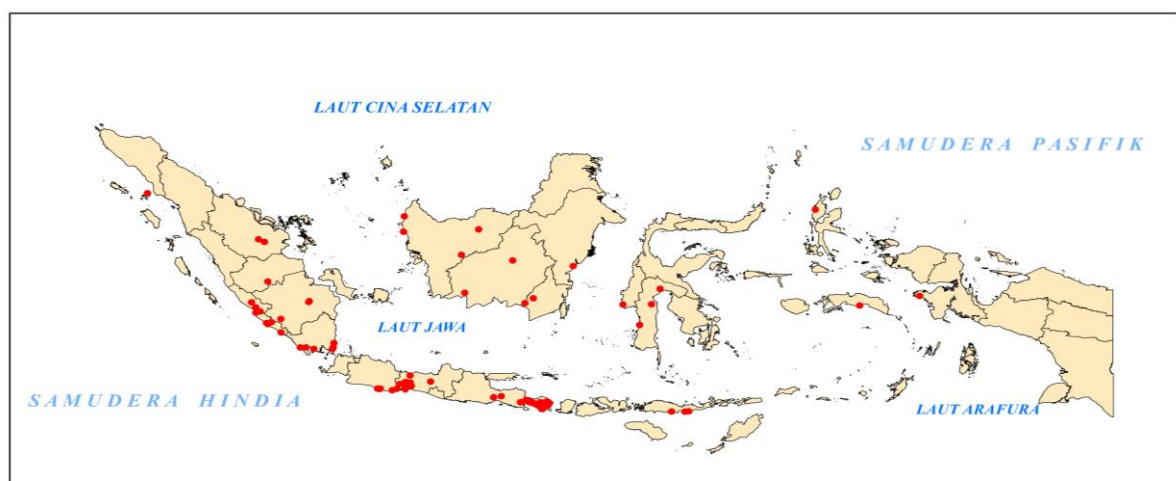 LAUT CINA SELATAN
SAMUDERA PASIFIK
LAUT JAWA
SAMUDERA HINDIA
LAUT ARAFURA